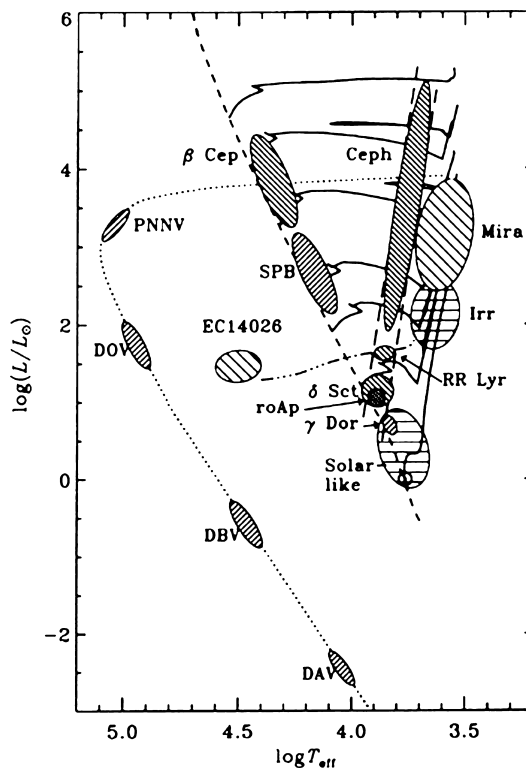 6
4
2
0
−2
log(L/L☉)
β Cep
Ceph
PNNV
Mira
SPB
Irr
EC14026
DOV
RR Lyr
δ Sct
roAp
γ Dor
Solar
like
DBV
DAV
5.0
4.5
4.0
3.5
logTeff